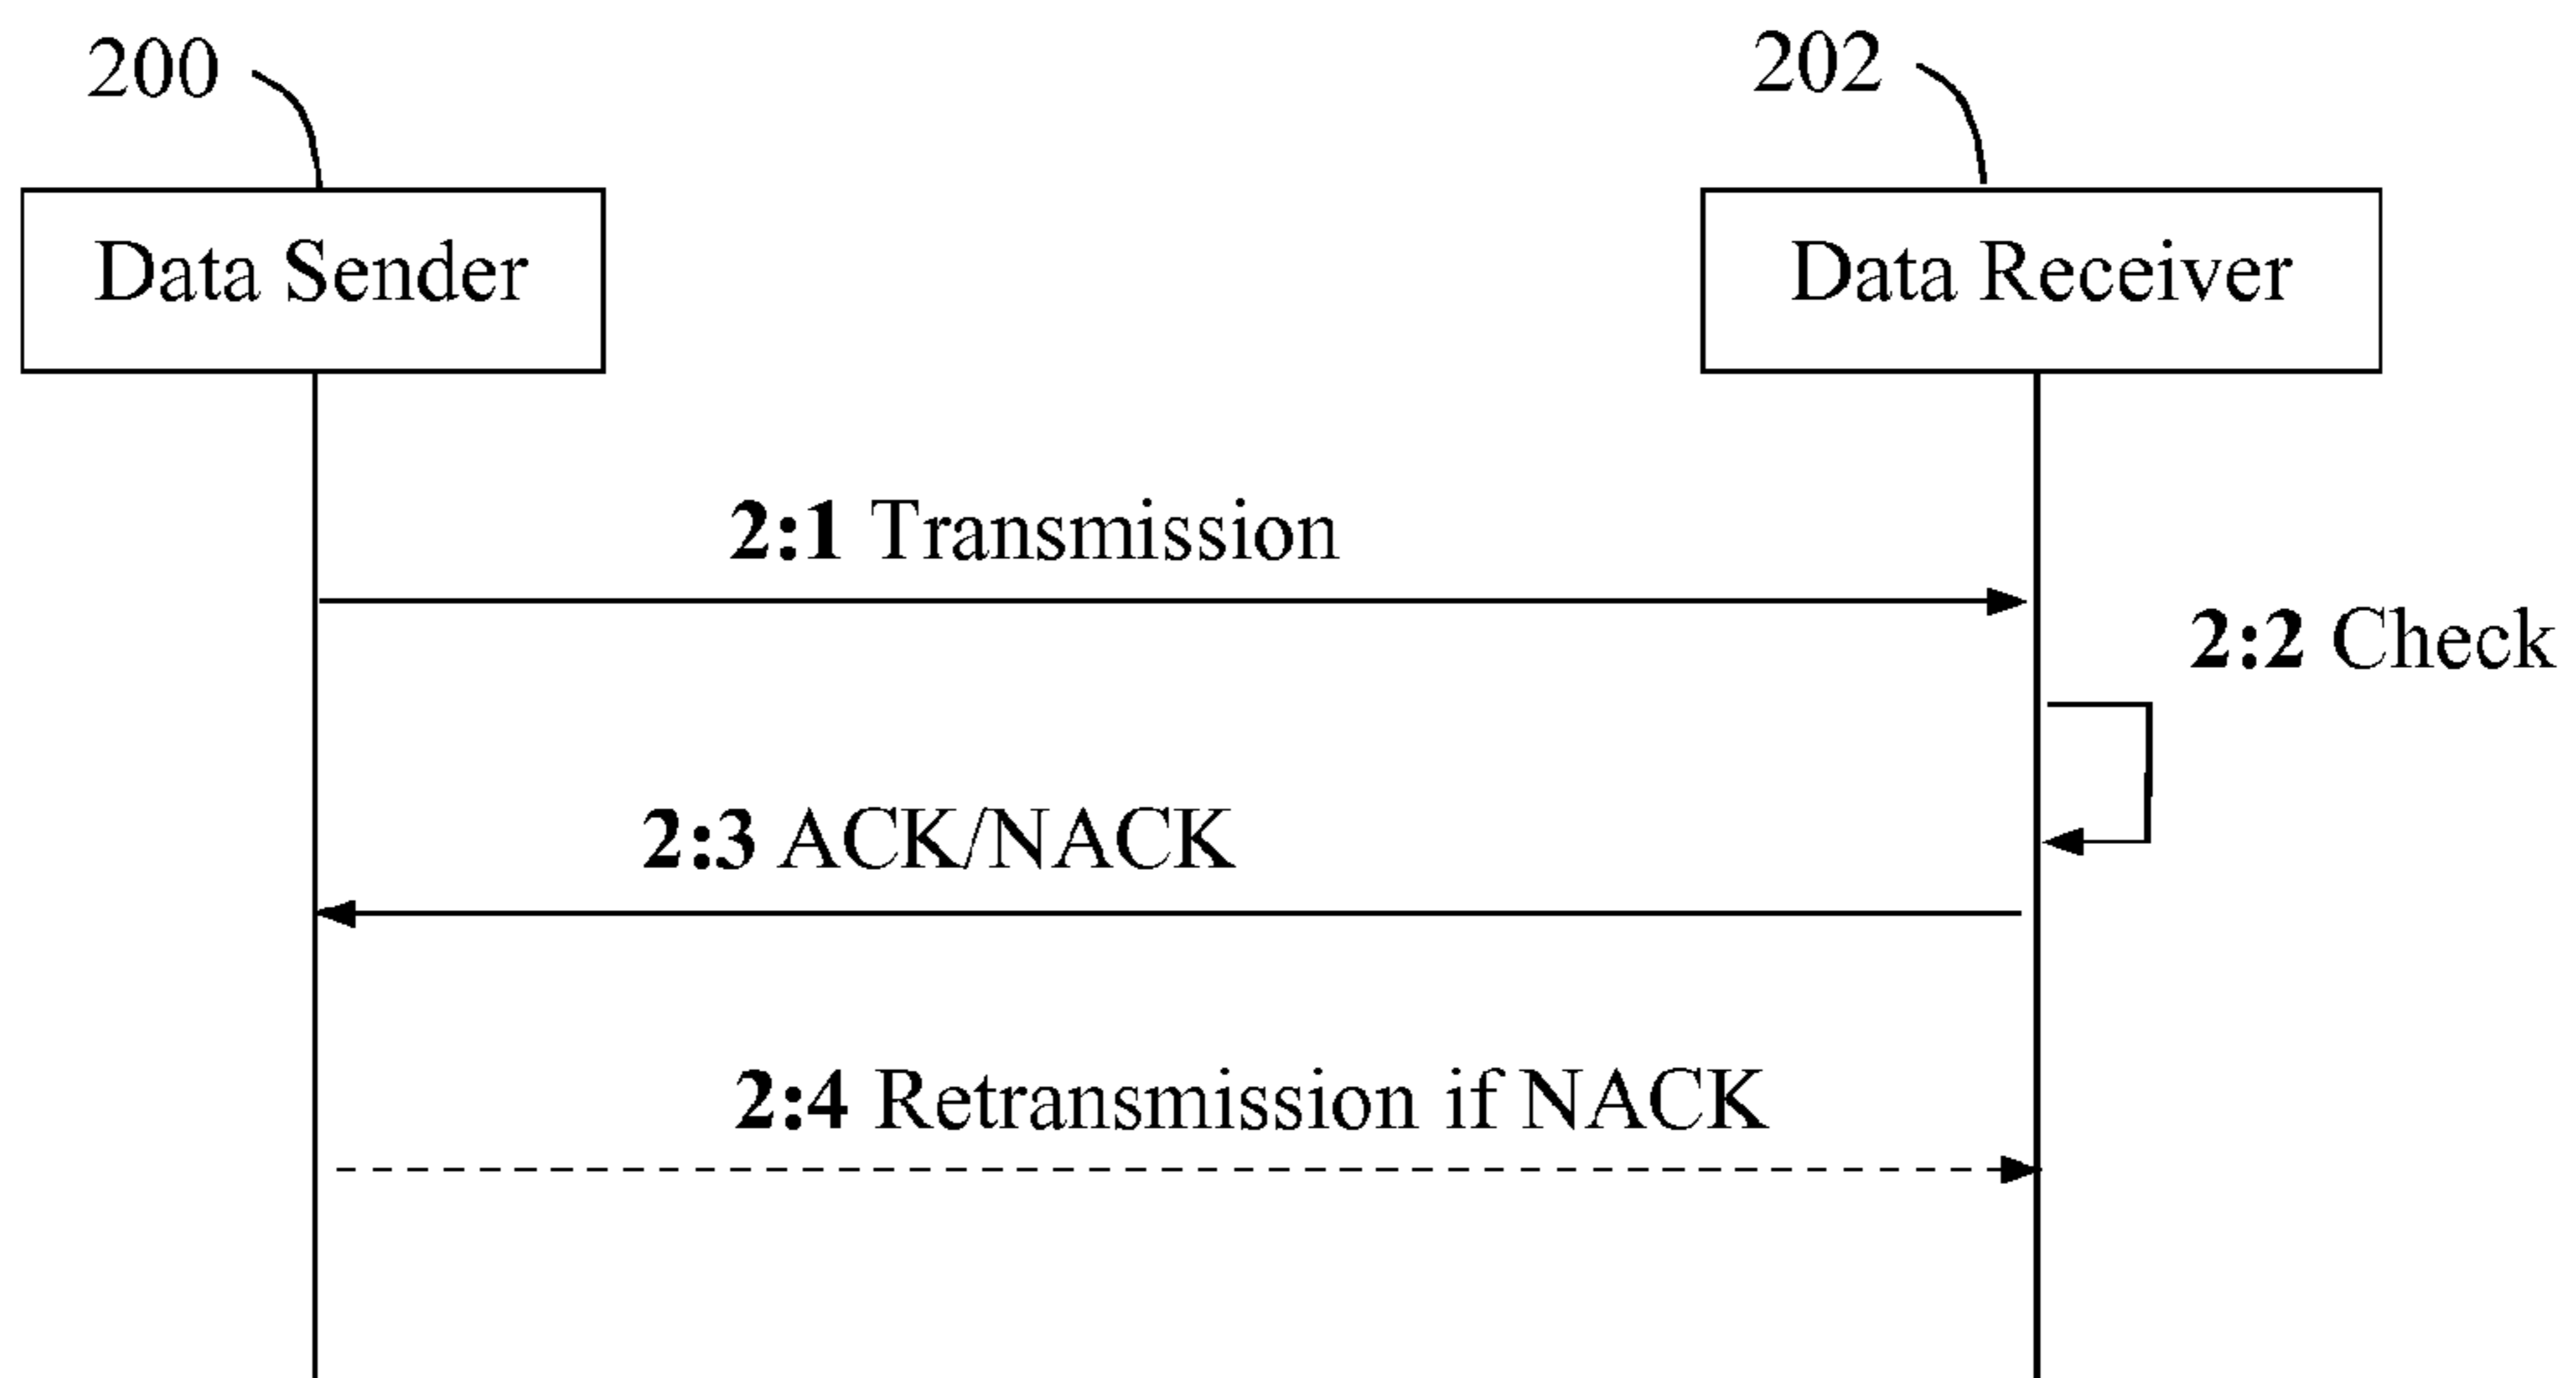 200
202
Data Sender
Data Receiver
2:1 Transmission
2:2 Check
2:3 ACK/NACK
2:4 Retransmission if NACK